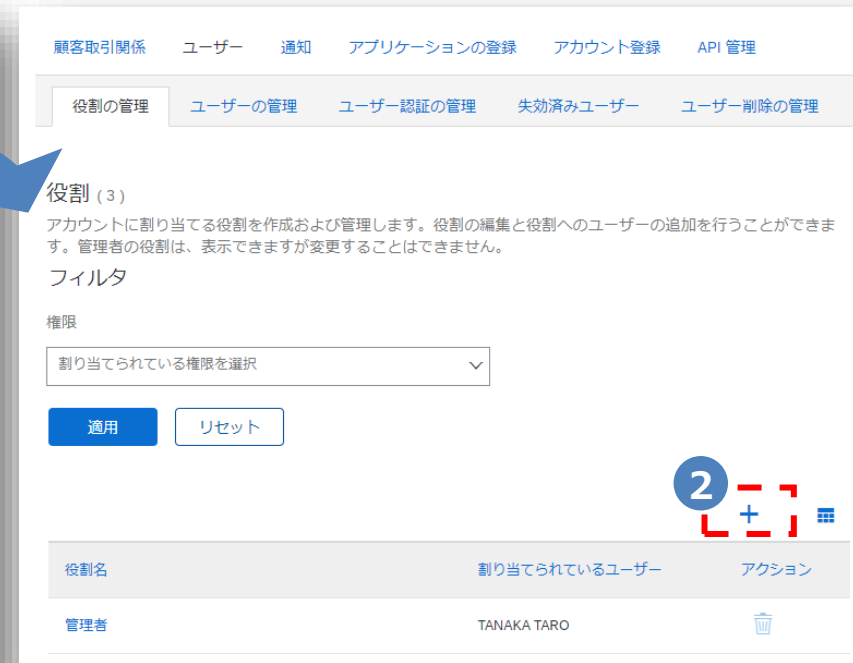 顧客取引関係 ユーザー 通知 アプリケーションの登録 アカウント登録 API 管理
役割の管理 ユーザーの管理 ユーザー認証の管理 失効済みユーザー ユーザー削除の管理
役割 (3)
アカウントに割り当てる役割を作成および管理します。役割の編集と役割へのユーザーの追加を行うことができま
す。管理者の役割は、表示できますが変更することはできません。
フィルタ
権限
割り当てられている権限を選択
適用 リセット
2
役割名 割り当てられているユーザー アクション
管理者 TANAKA TARO